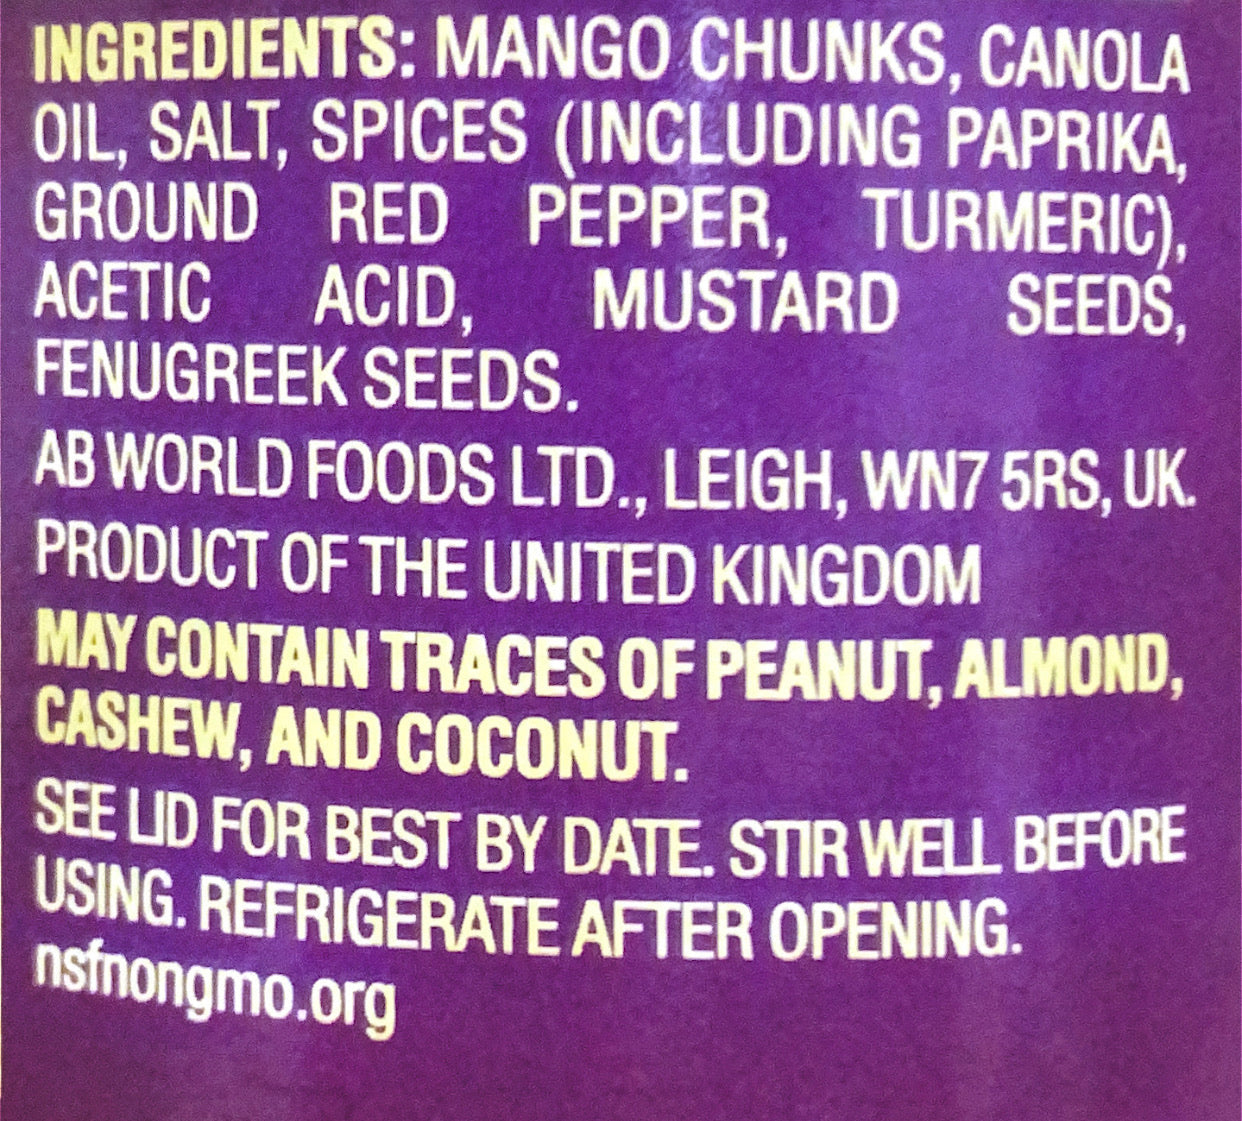 INGREDIENTS: MANGO CHUNKS, CANOLA
OIL, SALT, SPICES (INCLUDING PAPRIKA,
GROUND RED PEPPER, TURMERIC),
ACETIC ACID, MUSTARD SEEDS,
FENUGREEK SEEDS.
AB WORLD FOODS LTD., LEIGH, WN7 5RS, UK.
PRODUCT OF THE UNITED KINGDOM
MAY CONTAIN TRACES OF PEANUT, ALMOND,
CASHEW, AND COCONUT.
SEE LID FOR BEST BY DATE. STIR WELL BEFORE
USING. REFRIGERATE AFTER OPENING.
nsfnongmo.org